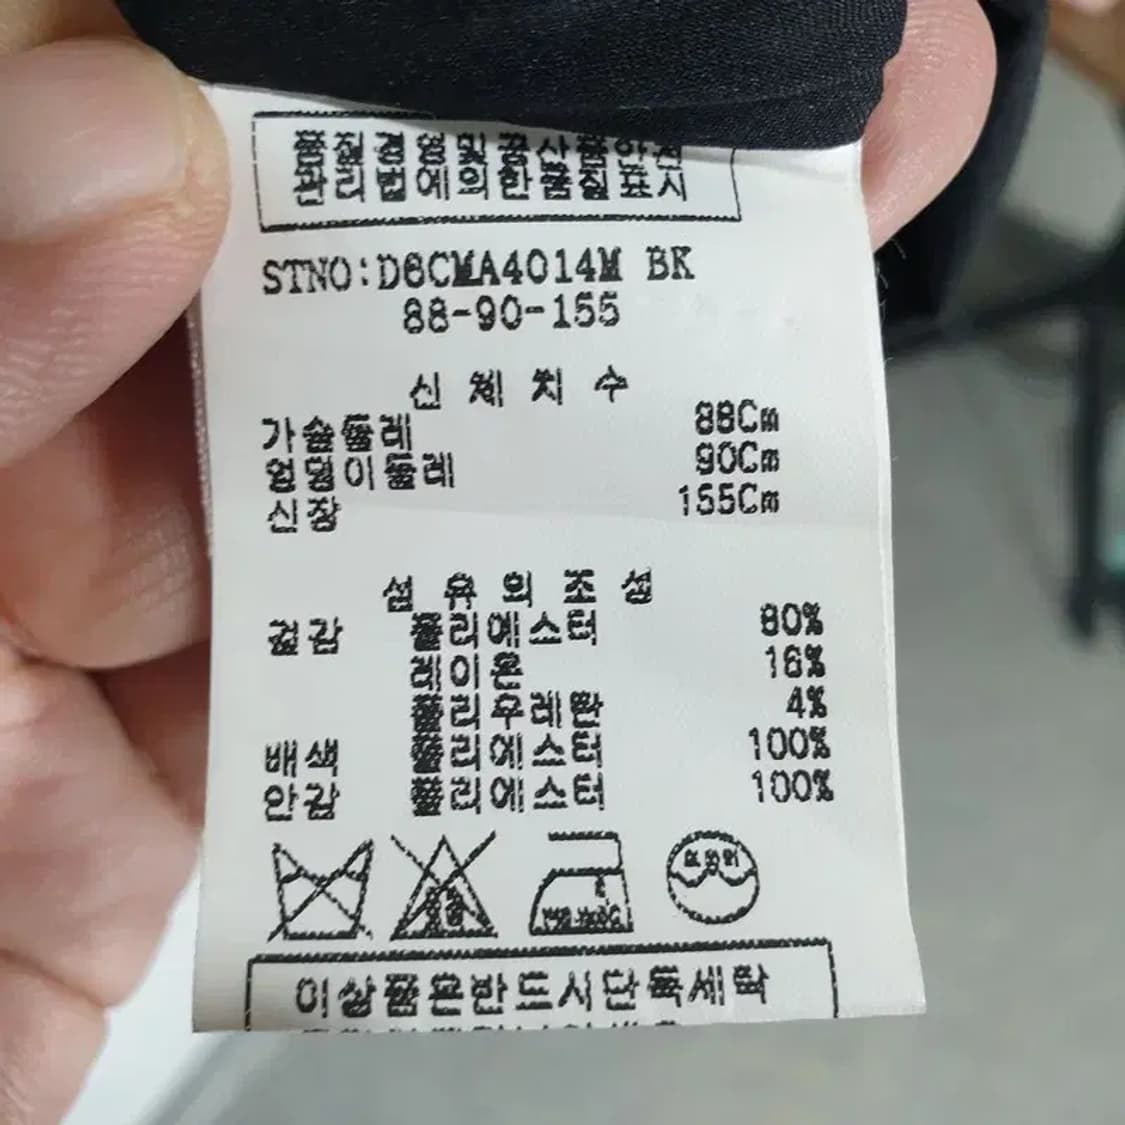 품질경영및공산품안전
관리법에의한품질표시
STNO:D6CMA4014M BK
88-90-155
신 체 치 수
가슴둘레 88Cm
엉덩이둘레 90Cm
신장 155Cm
섬 유 의 조 성
겉감 폴리에스터 80%
레이온 16%
폴리우레탄 4%
배색 폴리에스터 100%
안감 폴리에스터 100%
이상품은반드시단독세탁